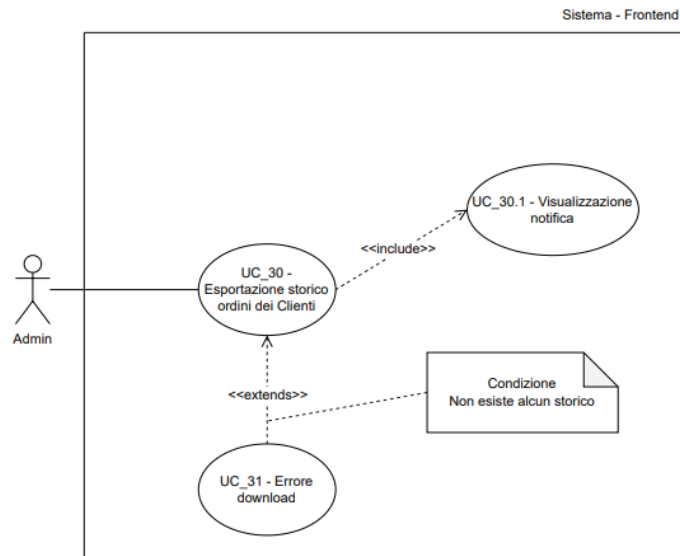 Sistema - Frontend
UC_30.1 - Visualizzazione
notifica
<<include>>
UC_30 -
Esportazione storico
ordini dei Clienti
Admin
<<extends>>
Condizione
Non esiste alcun storico
UC_31 - Errore
download